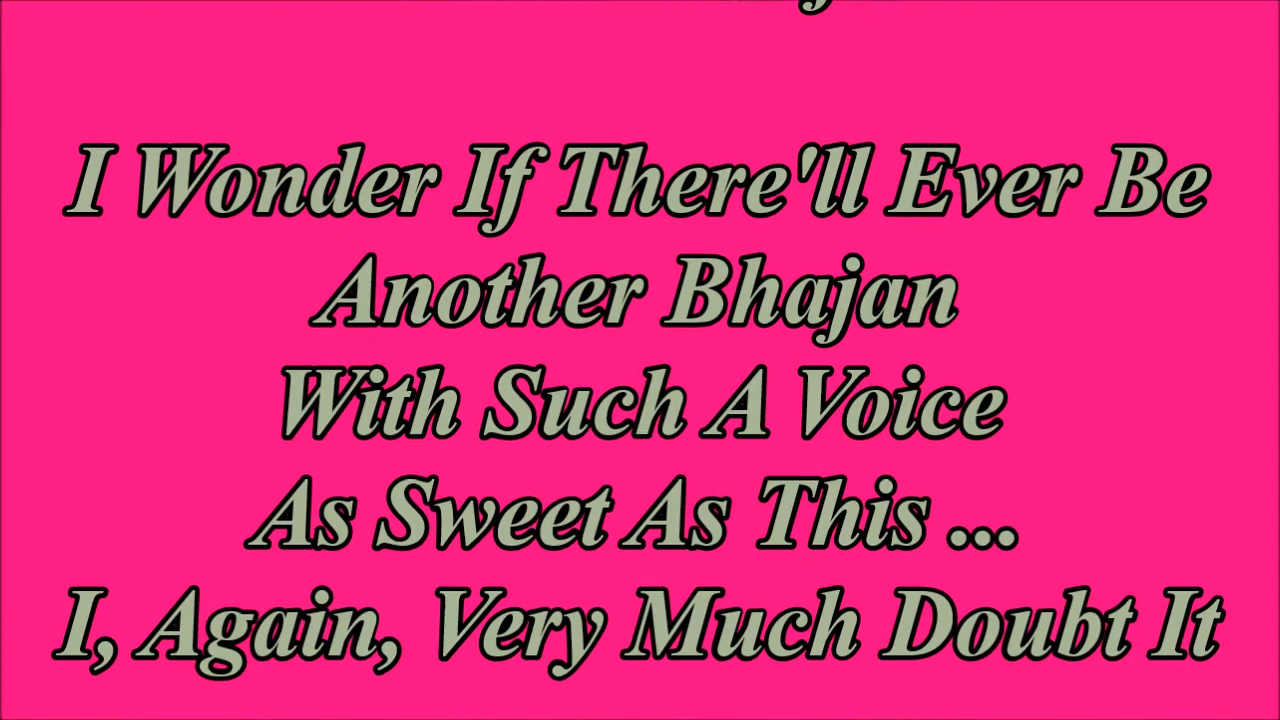 I Wonder If There'll Ever Be
Another Bhajan
With Such A Voice
As Sweet As This ...
I, Again, Very Much Doubt It